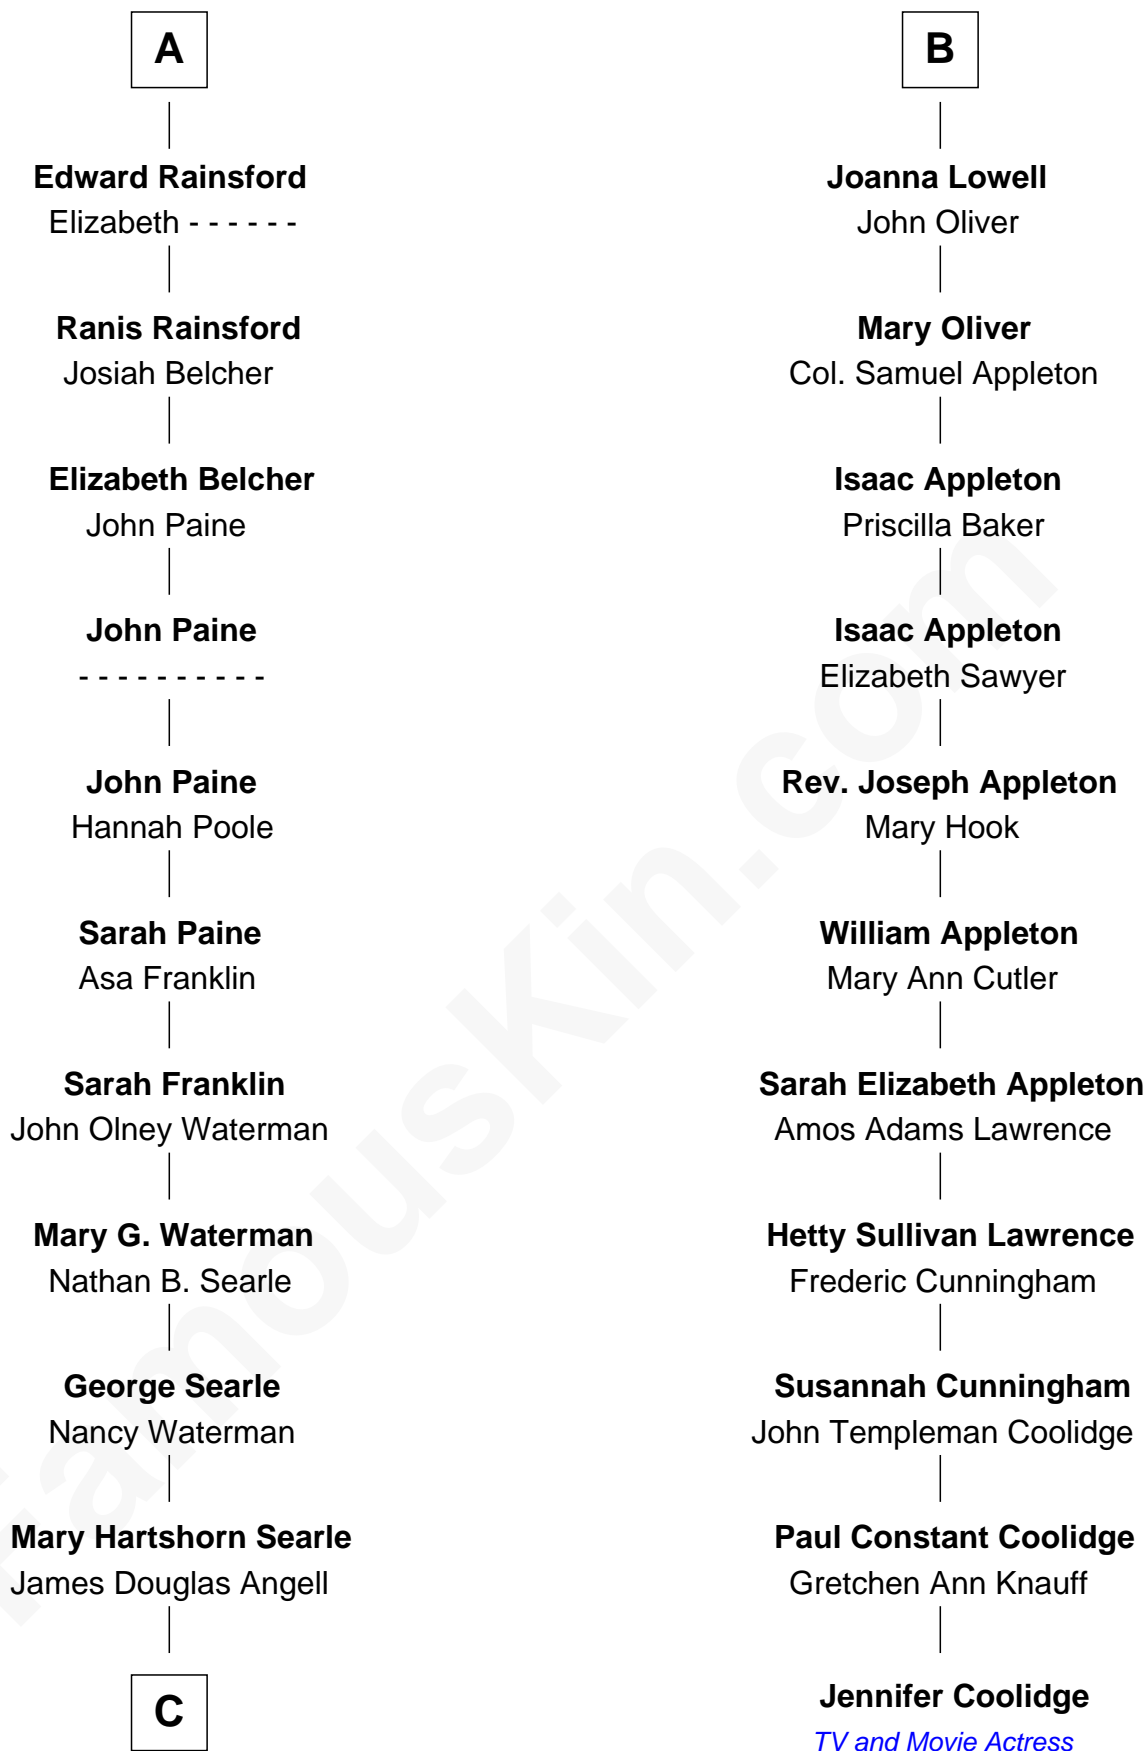 A
Edward Rainsford
Elizabeth - - - - - -
Ranis Rainsford
Josiah Belcher
Elizabeth Belcher
John Paine
John Paine
- - - - - - - - - -
John Paine
Hannah Poole
Sarah Paine
Asa Franklin
Sarah Franklin
John Olney Waterman
Mary G. Waterman
Nathan B. Searle
George Searle
Nancy Waterman
Mary Hartshorn Searle
James Douglas Angell
C
B
Joanna Lowell
John Oliver
Mary Oliver
Col. Samuel Appleton
Isaac Appleton
Priscilla Baker
Isaac Appleton
Elizabeth Sawyer
Rev. Joseph Appleton
Mary Hook
William Appleton
Mary Ann Cutler
Sarah Elizabeth Appleton
Amos Adams Lawrence
Hetty Sullivan Lawrence
Frederic Cunningham
Susannah Cunningham
John Templeman Coolidge
Paul Constant Coolidge
Gretchen Ann Knauff
Jennifer Coolidge
TV and Movie Actress
FamousKin.com